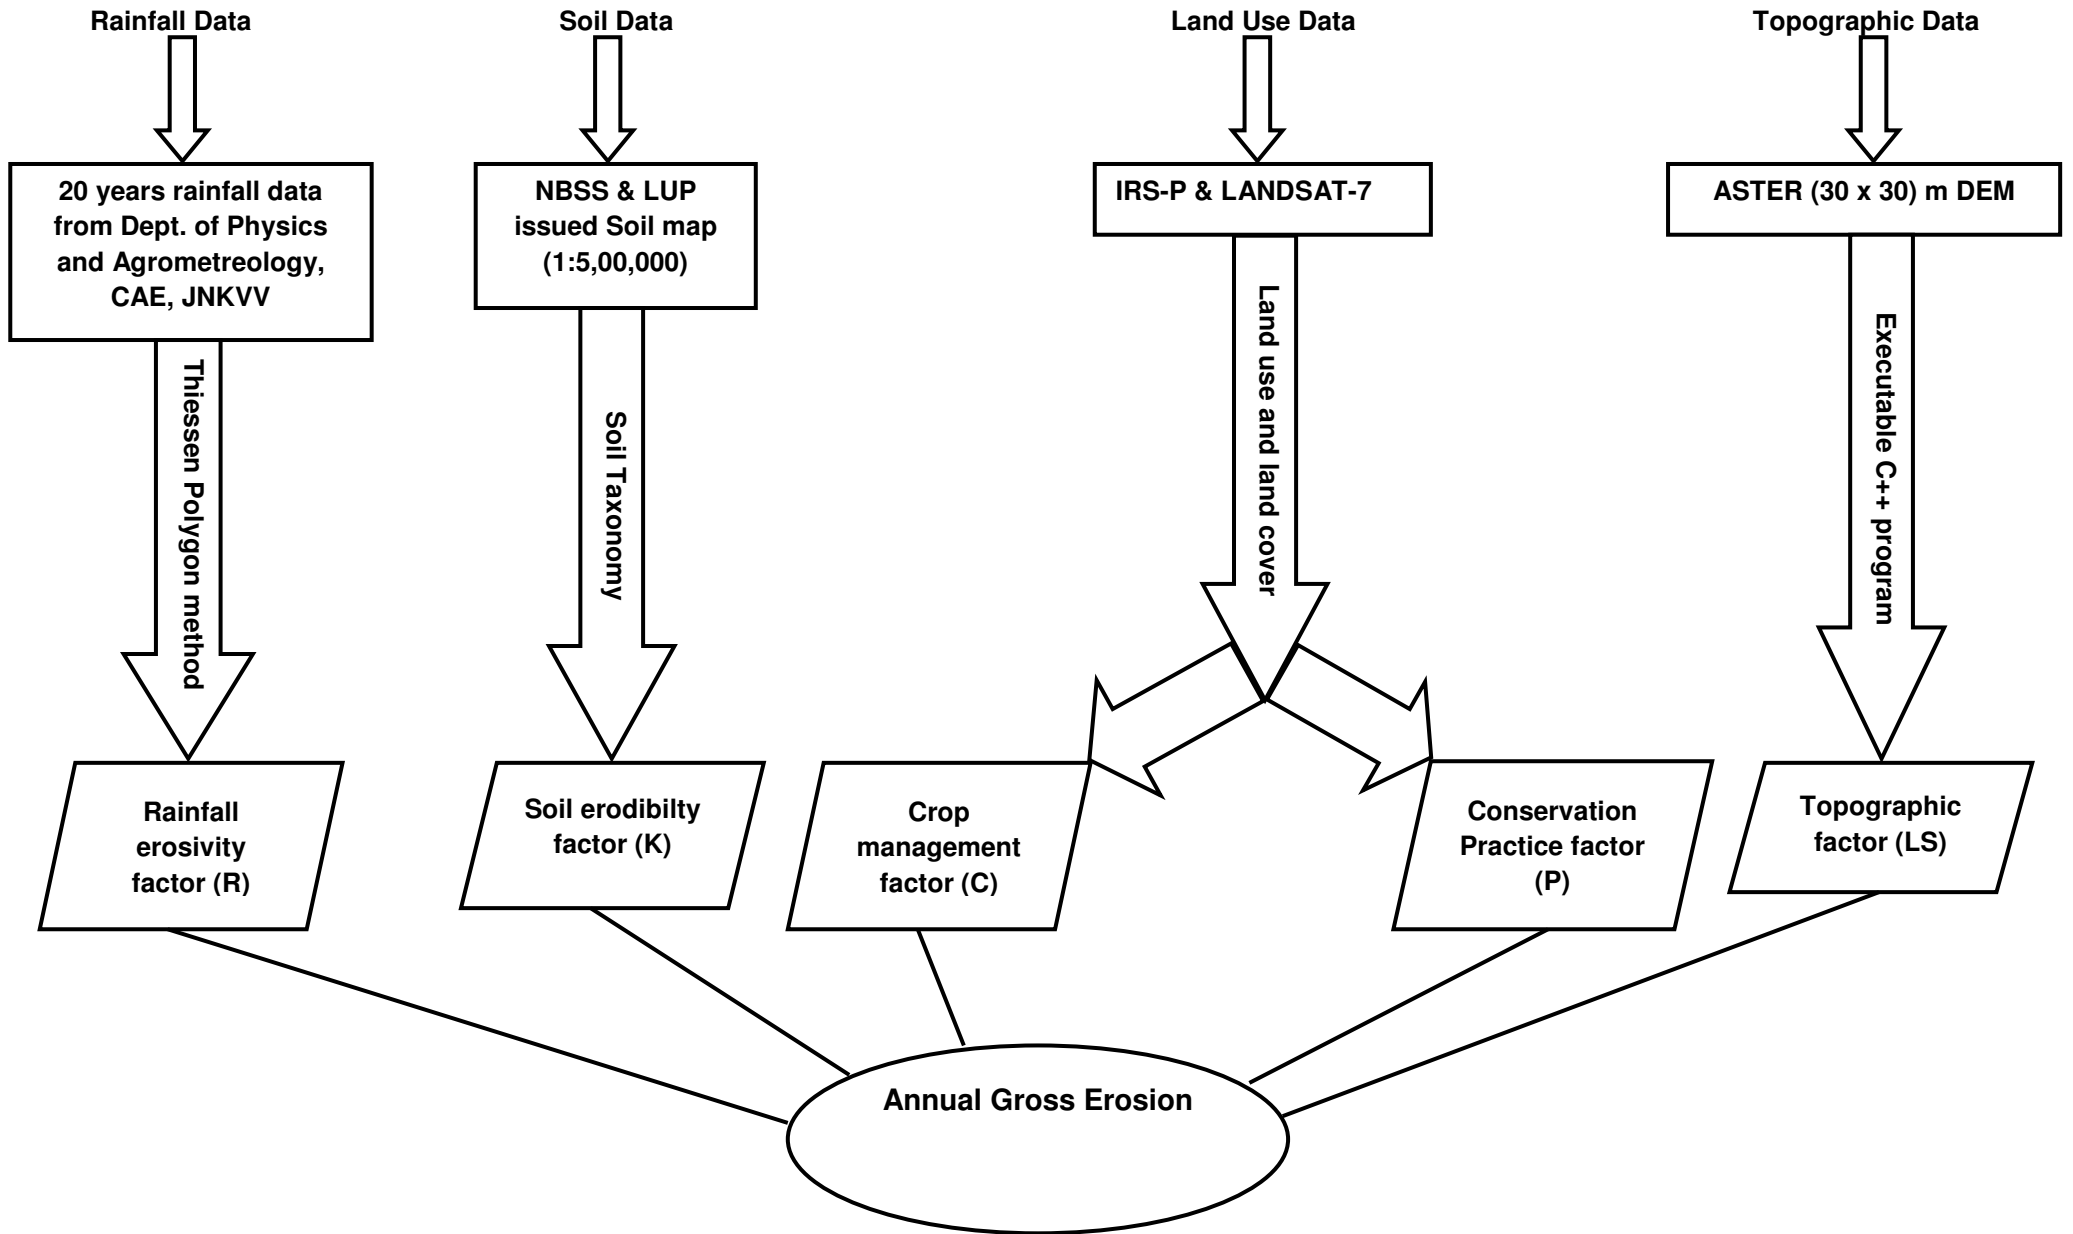 Rainfall Data
Soil Data
Land Use Data
Topographic Data
20 years rainfall data
from Dept. of Physics
and Agrometreology,
CAE, JNKVV
NBSS & LUP
issued Soil map
(1:5,00,000)
IRS-P & LANDSAT-7
ASTER (30 x 30) m DEM
Thiessen Polygon method
Soil Taxonomy
Land use and land cover
Executable C++ program
Rainfall
erosivity
factor (R)
Soil erodibilty
factor (K)
Crop
management
factor (C)
Conservation
Practice factor
(P)
Topographic
factor (LS)
Annual Gross Erosion